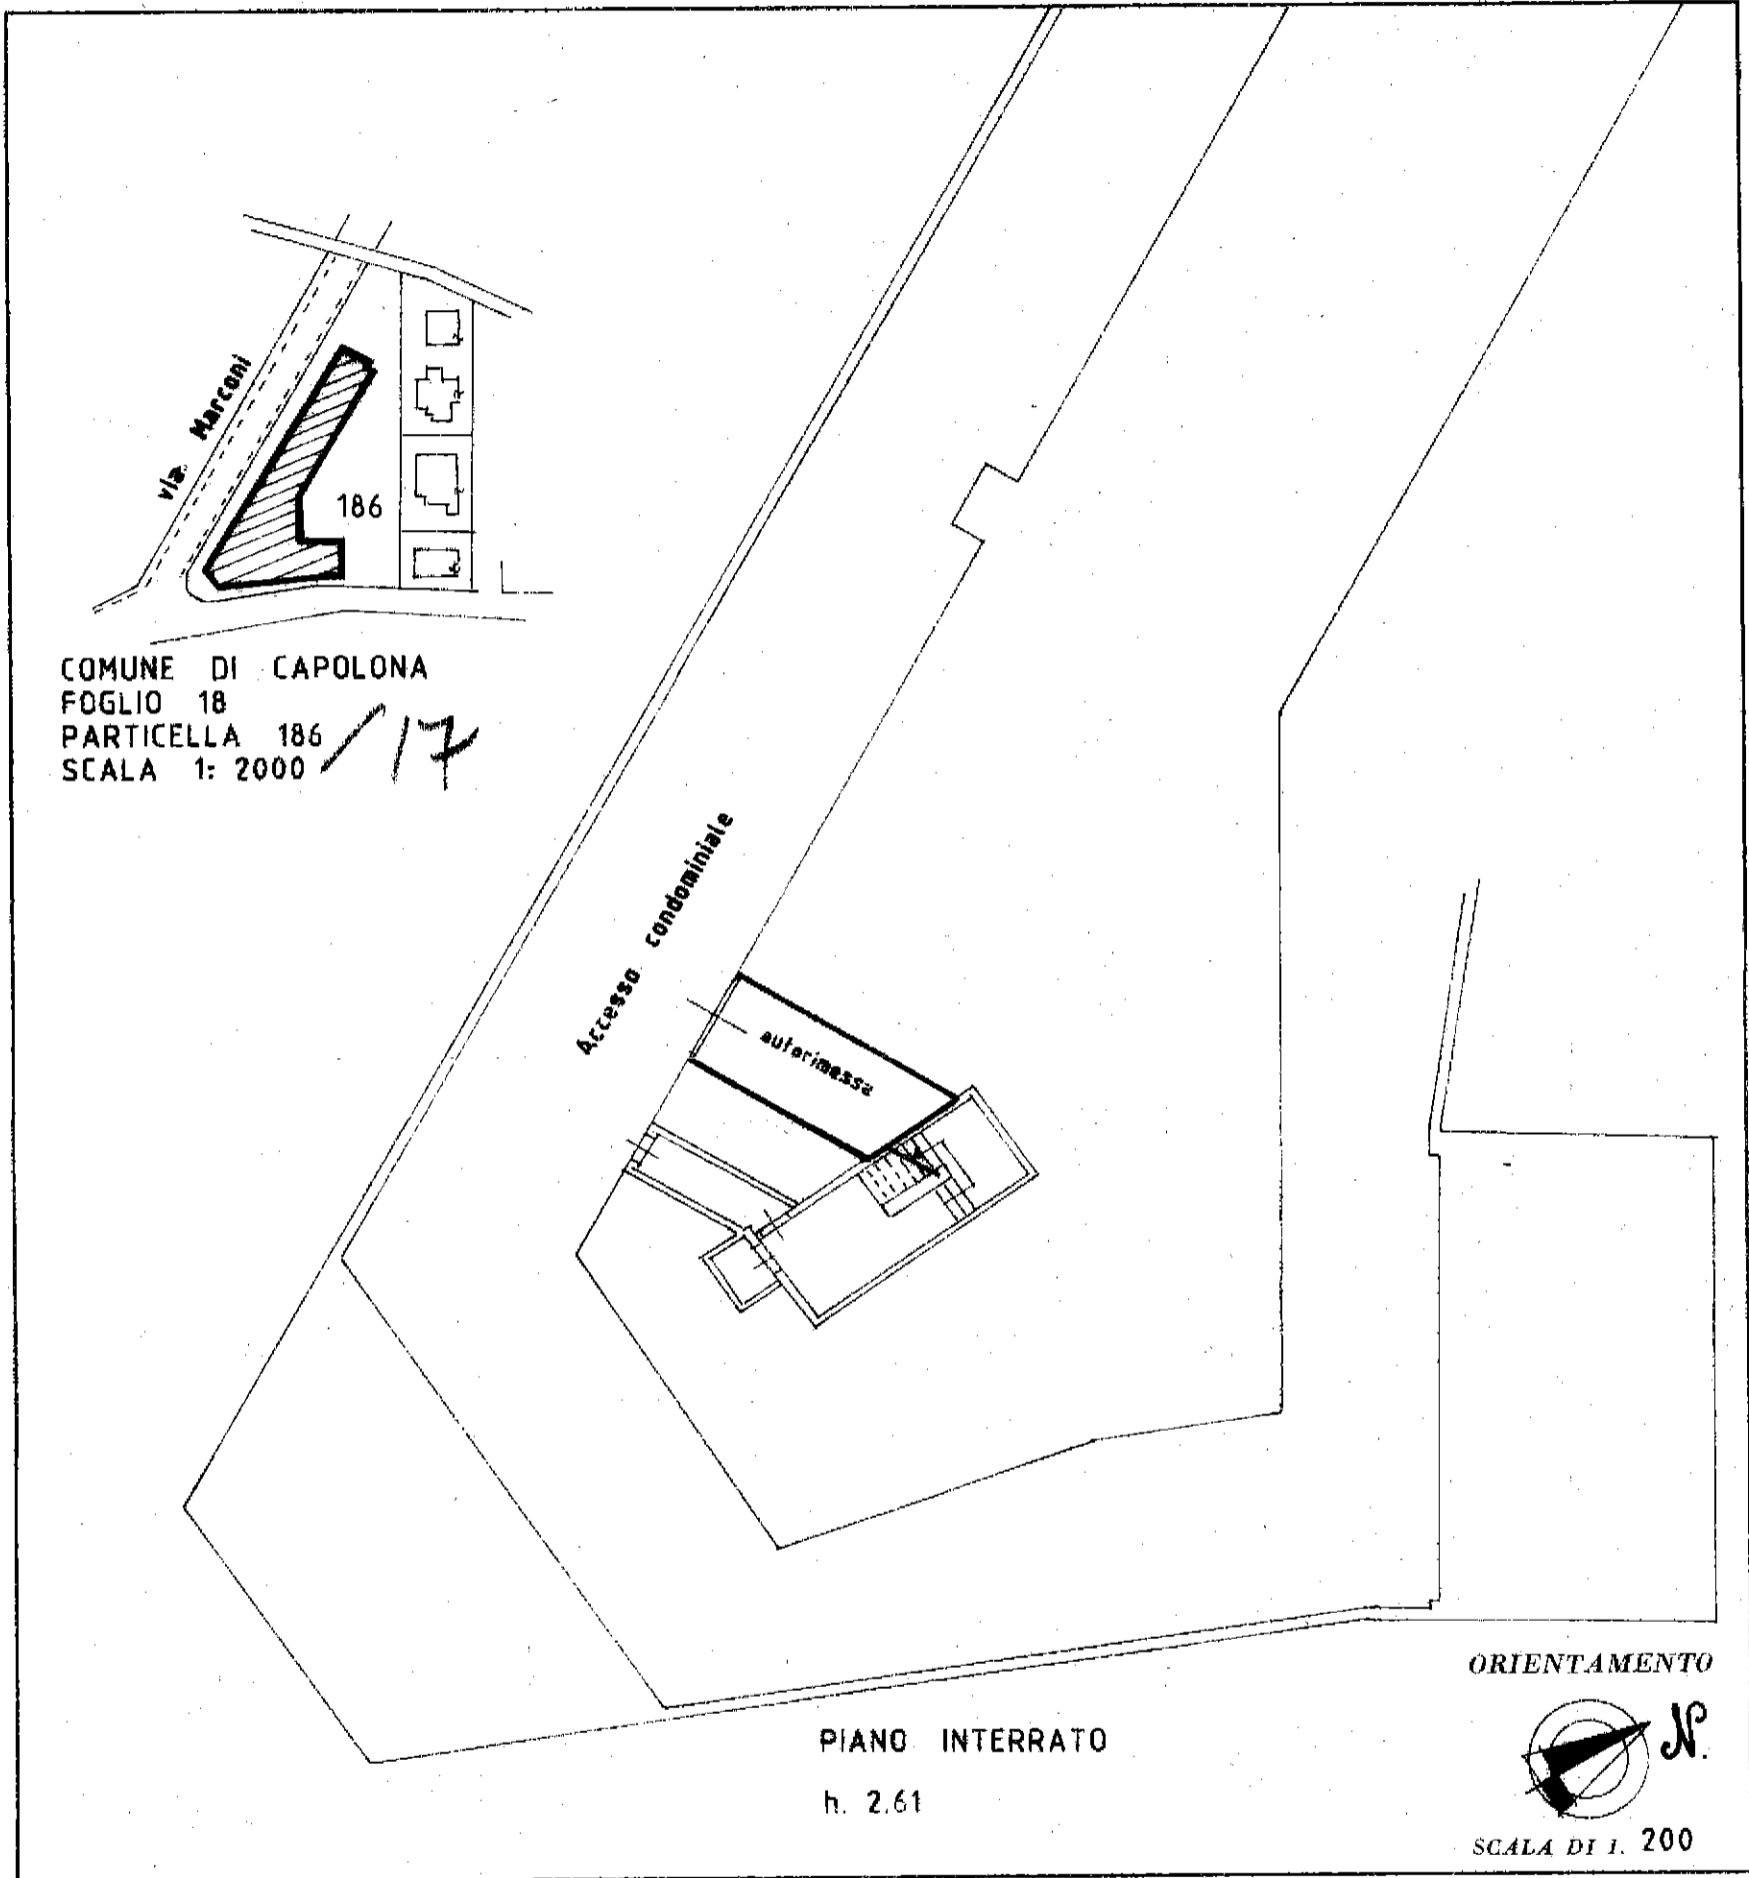 via Marconi
186
COMUNE DI CAPOLONA
FOGLIO 18
PARTICELLA 186 / 17
SCALA 1: 2000
Accesso condominiale
autorimessa
PIANO INTERRATO
h. 2.61
ORIENTAMENTO
N.
SCALA DI 1. 200